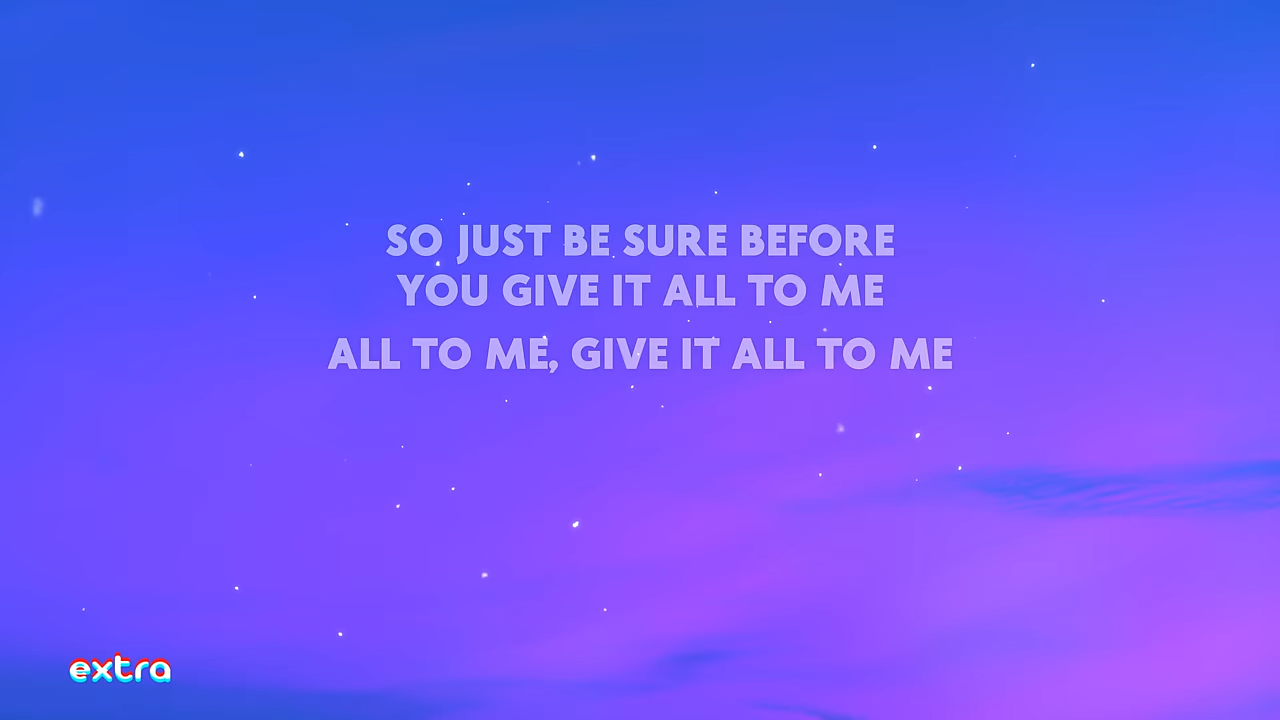 SO JUST BE SURE BEFORE
YOU GIVE IT ALL TO ME
ALL TO ME, GIVE IT ALL TO ME
extra